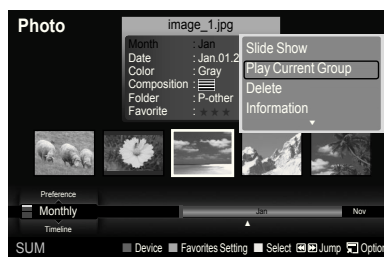 Photo
image_1.jpg
Month : Jan
Date : Jan.01.2
Color : Gray
Composition :
Folder : P-other
Favorite : ★ ★ ★
Slide Show
Play Current Group
Delete
Information
Preference
Monthly
Timeline
Jan
Nov
SUM
Device
Favorites Setting
Select
Jump
Option